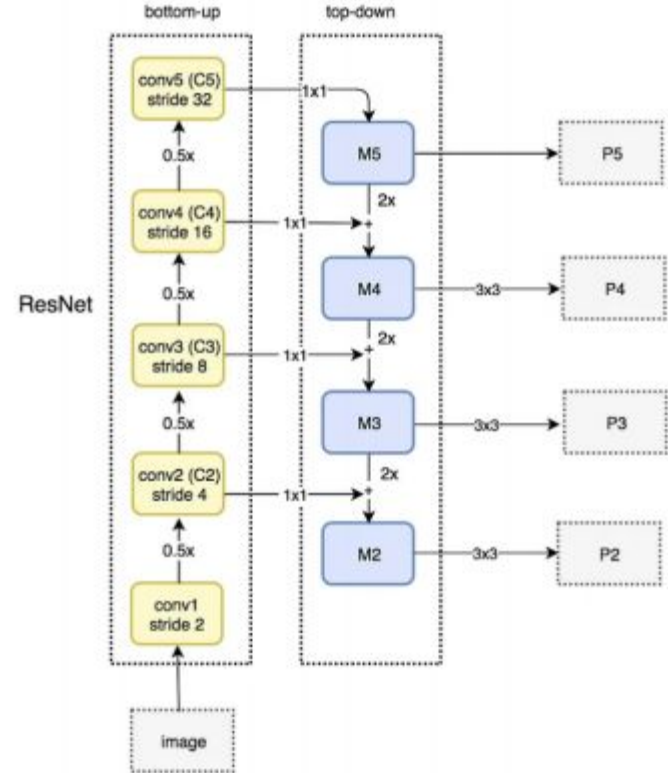 bottom-up
top-down
conv5 (C5)
stride 32
1x1
M5
P5
0.5x
2x
conv4 (C4)
stride 16
1x1
+
M4
3x3
P4
0.5x
2x
ResNet
conv3 (C3)
stride 8
1x1
+
M3
3x3
P3
0.5x
2x
conv2 (C2)
stride 4
1x1
+
M2
3x3
P2
0.5x
conv1
stride 2
image